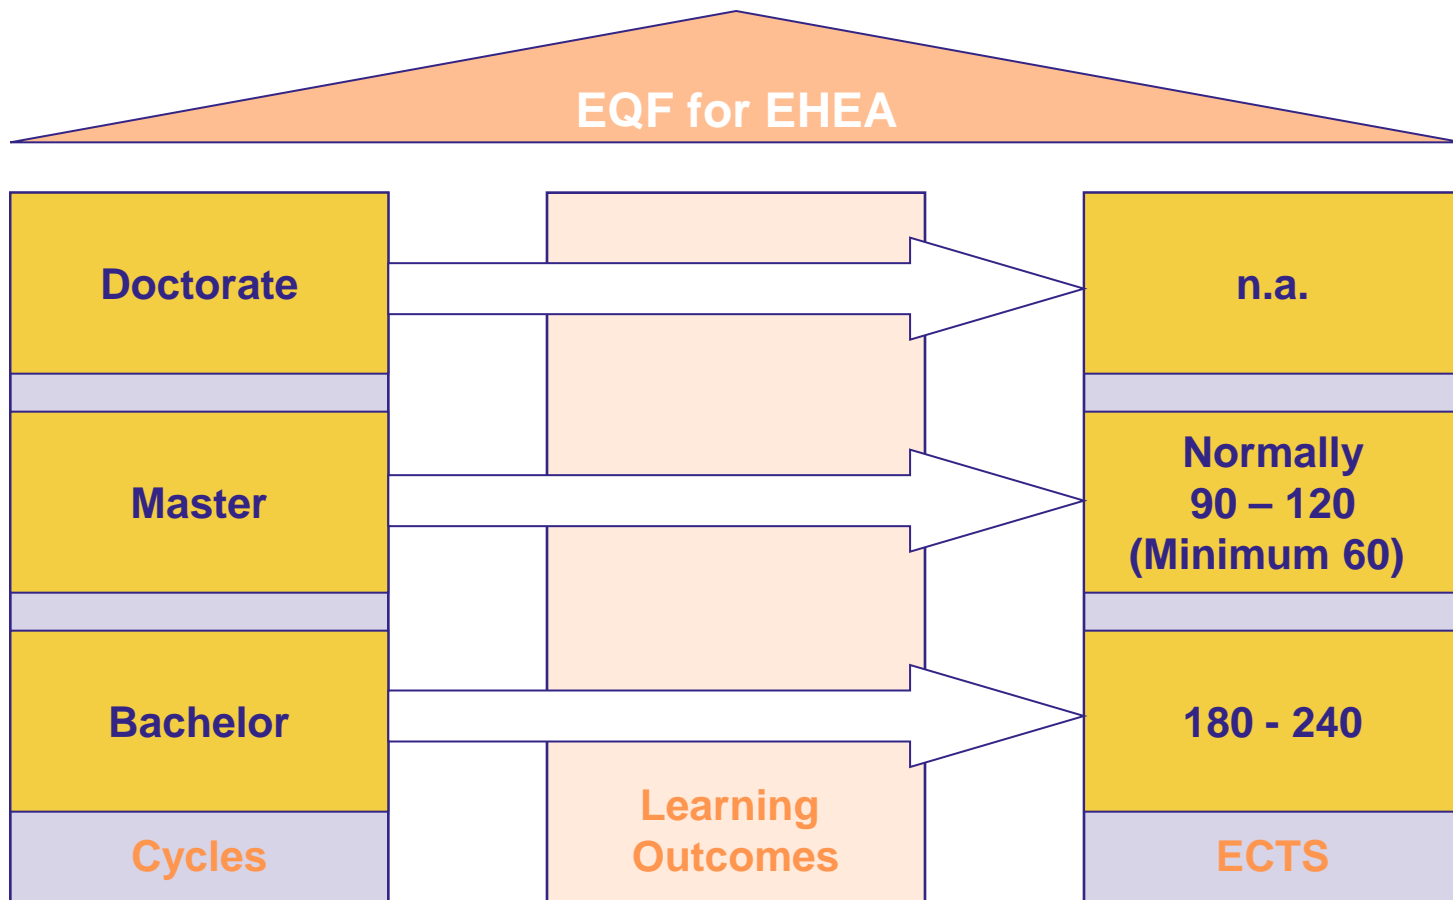 EQF for EHEA
Doctorate
n.a.
Master
Normally
90 – 120
(Minimum 60)
Bachelor
180 - 240
Cycles
Learning
Outcomes
ECTS